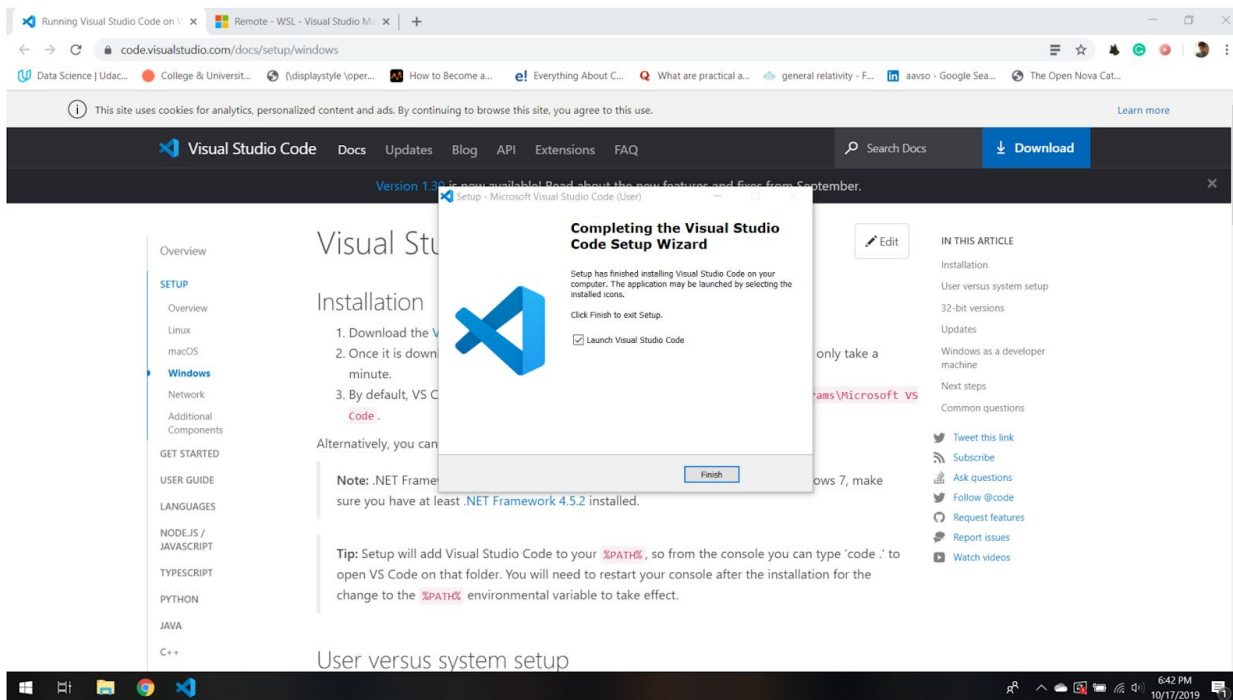 Running Visual Studio Code on W
Remote - WSL - Visual Studio Ma
code.visualstudio.com/docs/setup/windows
Data Science | Udac...
College & Universit...
{\displaystyle \oper...
How to Become a...
Everything About C...
What are practical a...
general relativity - F...
aavso - Google Sea...
The Open Nova Cat...
This site uses cookies for analytics, personalized content and ads. By continuing to browse this site, you agree to this use.
Learn more
Visual Studio Code
Docs
Updates
Blog
API
Extensions
FAQ
Search Docs
Download
Version 1.39 is now available! Read about the new features and fixes from September.
Setup - Microsoft Visual Studio Code (User)
Completing the Visual Studio
Code Setup Wizard
Setup has finished installing Visual Studio Code on your
computer. The application may be launched by selecting the
installed icons.
Click Finish to exit Setup.
Launch Visual Studio Code
Finish
Overview
SETUP
Overview
Linux
macOS
Windows
Network
Additional
Components
GET STARTED
USER GUIDE
LANGUAGES
NODE.JS /
JAVASCRIPT
TYPESCRIPT
PYTHON
JAVA
C++
Visual Stu
Edit
Installation
1. Download the V
2. Once it is down only take a
minute.
3. By default, VS C rams\Microsoft VS
Code.
Alternatively, you can
Note: .NET Frame ows 7, make
sure you have at least .NET Framework 4.5.2 installed.
Tip: Setup will add Visual Studio Code to your %PATH%, so from the console you can type 'code .' to
open VS Code on that folder. You will need to restart your console after the installation for the
change to the %PATH% environmental variable to take effect.
User versus system setup
IN THIS ARTICLE
Installation
User versus system setup
32-bit versions
Updates
Windows as a developer
machine
Next steps
Common questions
Tweet this link
Subscribe
Ask questions
Follow @code
Request features
Report issues
Watch videos
6:42 PM
10/17/2019